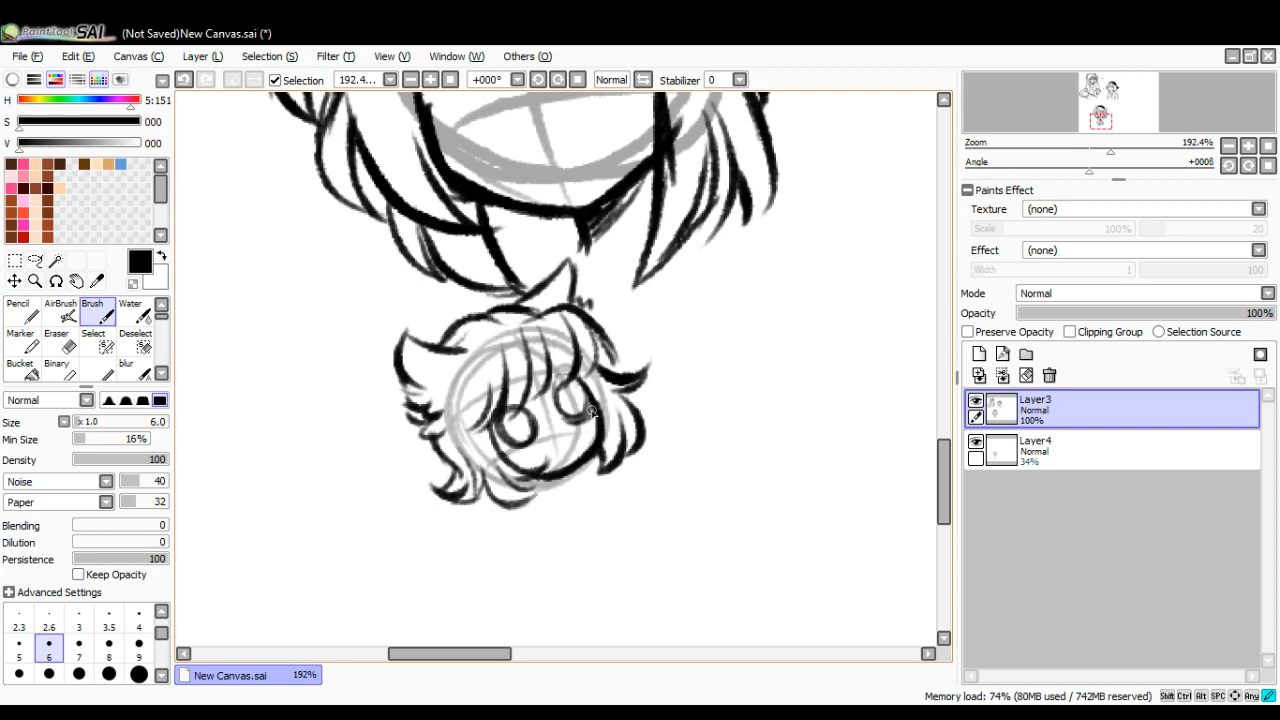 PaintTool SAI (Not Saved)New Canvas.sai (*)
File (F) Edit (E) Canvas (C) Layer (L) Selection (S) Filter (T) View (V) Window (W) Others (O)
Selection 192.4... +000° Normal Stabilizer 0
H 5:151
S 000
V 000
Zoom 192.4%
Angle +0008
Paints Effect
Texture (none)
Scale 100% 20
Effect (none)
Width 1 100
Mode Normal
Opacity 100%
Preserve Opacity Clipping Group Selection Source
Pencil AirBrush Brush Water
Marker Eraser Select Deselect
Bucket Binary blur
Normal
Size x 1.0 6.0
Min Size 16%
Density 100
Noise 40
Paper 32
Blending 0
Dilution 0
Persistence 100
Keep Opacity
Advanced Settings
2.3 2.6 3 3.5 4
5 6 7 8 9
Layer3
Normal
100%
Layer4
Normal
34%
New Canvas.sai 192%
Memory load: 74% (80MB used / 742MB reserved) Shift Ctrl Alt SPC Any